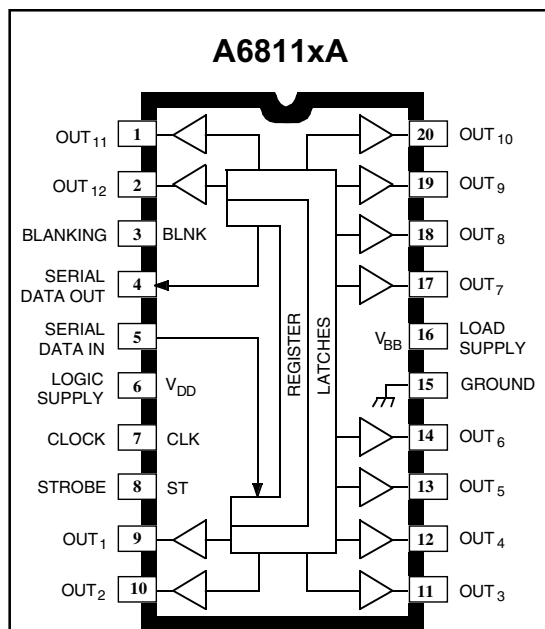 A6811xA
OUT11 1
20 OUT10
OUT12 2
19 OUT9
BLANKING 3 BLNK
18 OUT8
SERIAL DATA OUT 4
17 OUT7
SERIAL DATA IN 5
VBB 16 LOAD SUPPLY
LOGIC SUPPLY 6 VDD
15 GROUND
CLOCK 7 CLK
14 OUT6
STROBE 8 ST
13 OUT5
OUT1 9
12 OUT4
OUT2 10
11 OUT3
REGISTER
LATCHES